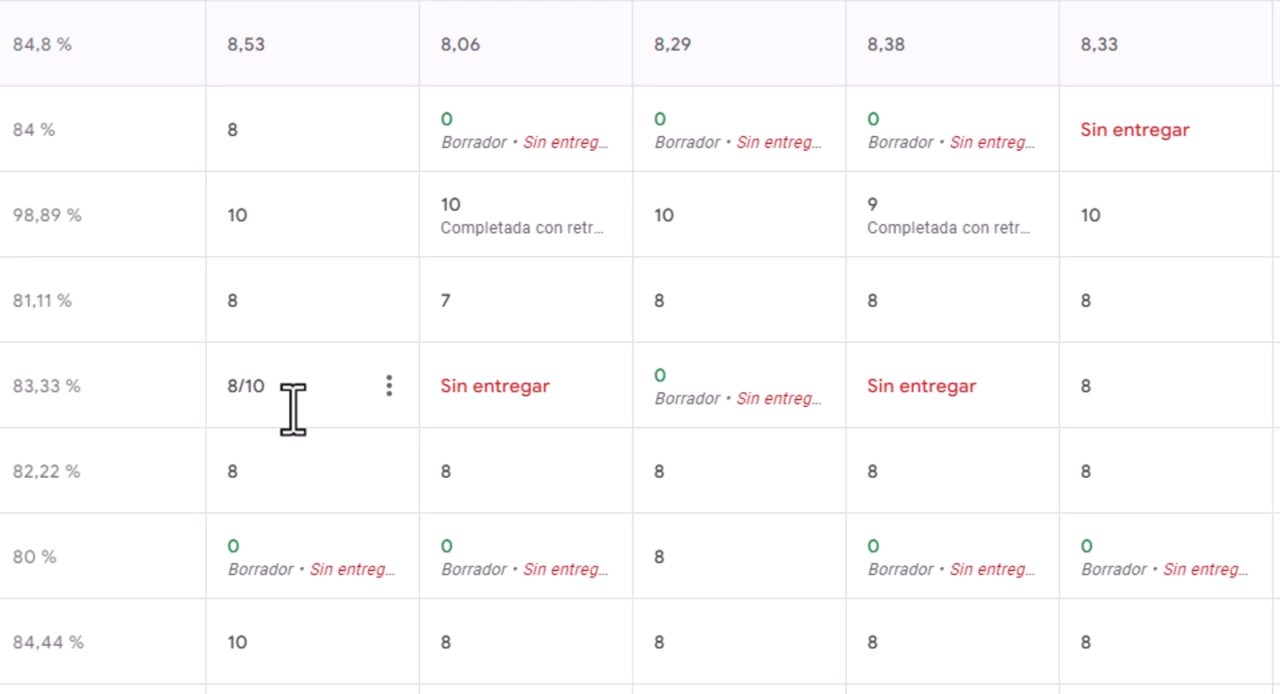 84,8 % 8,53 8,06 8,29 8,38 8,33
84 % 8 0 0 0 Sin entregar
Borrador • Sin entreg... Borrador • Sin entreg... Borrador • Sin entreg...
98,89 % 10 10 10 9 10
Completada con retr... Completada con retr...
81,11 % 8 7 8 8 8
83,33 % 8/10 Sin entregar 0 Sin entregar 8
Borrador • Sin entreg...
82,22 % 8 8 8 8 8
80 % 0 0 8 0 0
Borrador • Sin entreg... Borrador • Sin entreg... Borrador • Sin entreg... Borrador • Sin entreg...
84,44 % 10 8 8 8 8